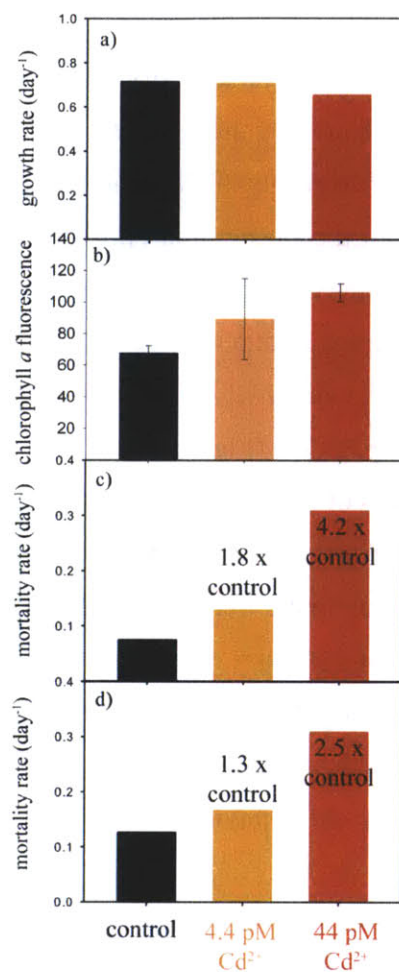 growth rate (day⁻¹)
1.0
0.8
0.6
0.4
0.2
a)
chlorophyll a fluorescence
140
120
100
80
60
40
20
b)
mortality rate (day⁻¹)
0.4
0.3
0.2
0.1
c)
1.8 x
control
4.2 x
control
mortality rate (day⁻¹)
0.4
0.3
0.2
0.1
0.0
d)
1.3 x
control
2.5 x
control
control
4.4 pM
Cd²⁺
44 pM
Cd²⁺